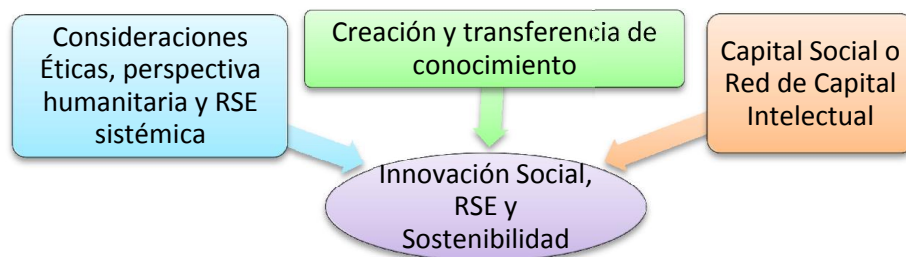 Consideraciones
Éticas, perspectiva
humanitaria y RSE
sistémica
Creación y transferencia de
conocimiento
Capital Social o
Red de Capital
Intelectual
Innovación Social,
RSE y
Sostenibilidad